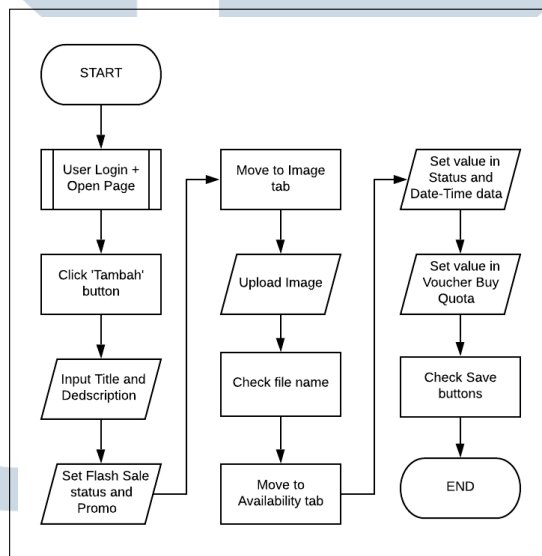 START
User Login +
Open Page
Click 'Tambah'
button
Input Title and
Dedscription
Set Flash Sale
status and
Promo
Move to Image
tab
Upload Image
Check file name
Move to
Availability tab
Set value in
Status and
Date-Time data
Set value in
Voucher Buy
Quota
Check Save
buttons
END